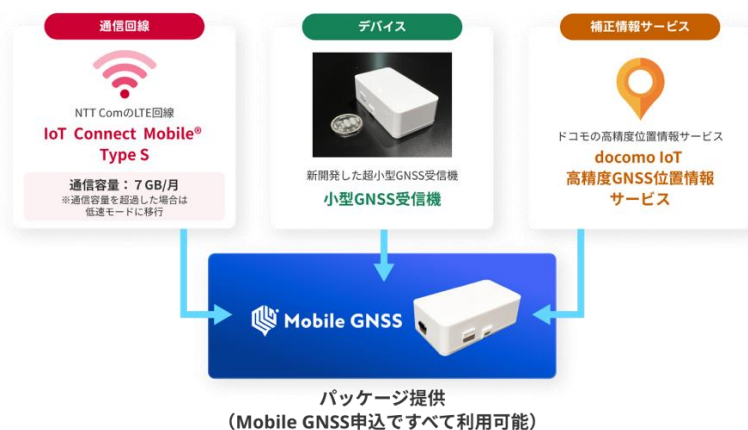 通信回線
NTT ComのLTE回線
IoT Connect Mobile®
Type S
通信容量：７GB/月
※通信容量を超過した場合は
低速モードに移行
デバイス
新開発した超小型GNSS受信機
小型GNSS受信機
補正情報サービス
ドコモの高精度位置情報サービス
docomo IoT
高精度GNSS位置情報
サービス
Mobile GNSS
パッケージ提供
（Mobile GNSS申込ですべて利用可能）